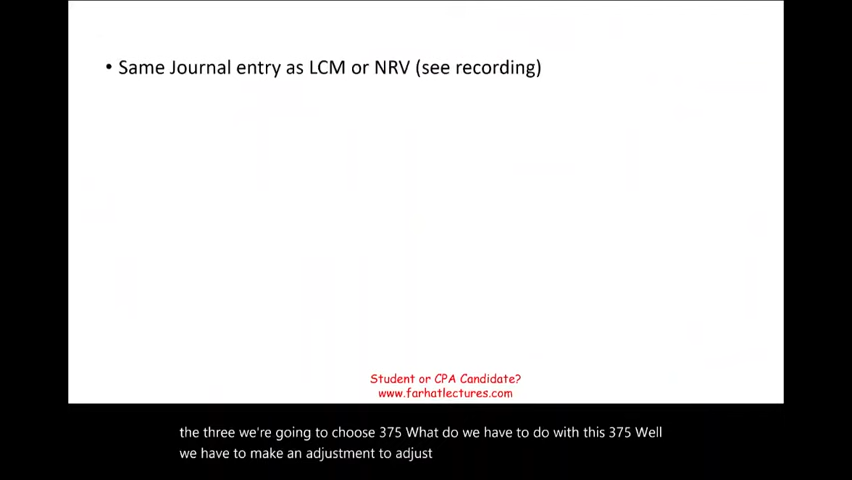 • Same Journal entry as LCM or NRV (see recording)
Student or CPA Candidate?
www.farhatlectures.com
the three we're going to choose 375 What do we have to do with this 375 Well
we have to make an adjustment to adjust